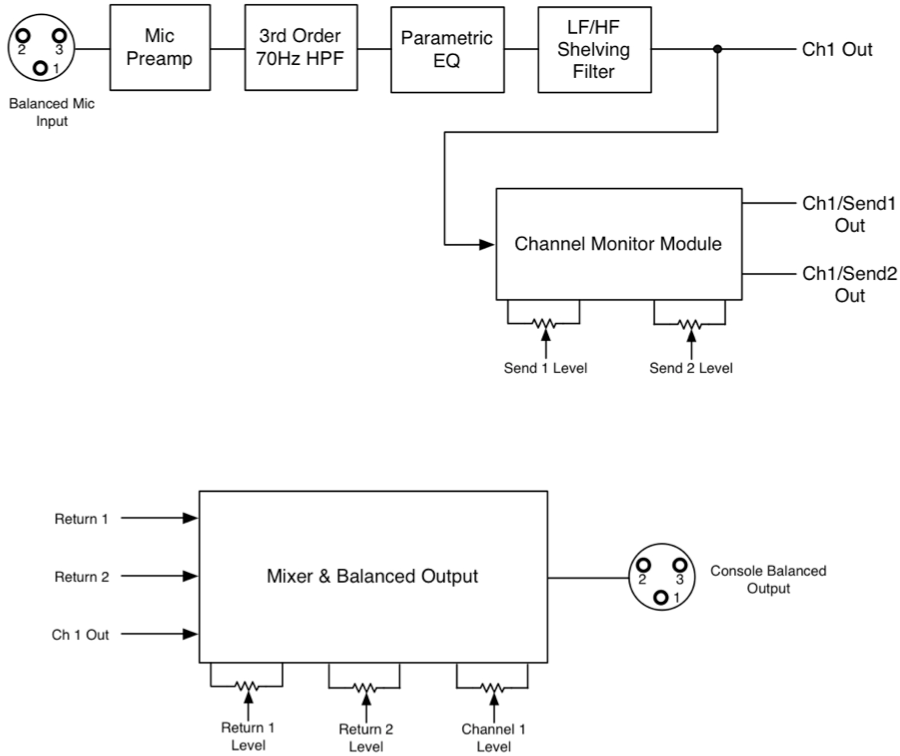 2 3
1
Balanced Mic
Input
Mic
Preamp
3rd Order
70Hz HPF
Parametric
EQ
LF/HF
Shelving
Filter
Ch1 Out
Channel Monitor Module
Ch1/Send1
Out
Ch1/Send2
Out
Send 1 Level
Send 2 Level
Return 1
Return 2
Ch 1 Out
Mixer & Balanced Output
2 3
1
Console Balanced
Output
Return 1
Level
Return 2
Level
Channel 1
Level